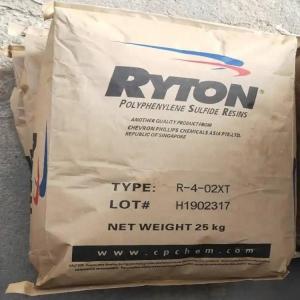 RYTON
POLYPHENYLENE SULFIDE RESINS
ANOTHER QUALITY PRODUCT FROM
CHEVRON PHILLIPS CHEMICALS ASIA PTE.LTD.
REPUBLIC OF SINGAPORE
TYPE: R-4-02XT
LOT# H1902317
NET WEIGHT 25 kg
www.cpchem.com